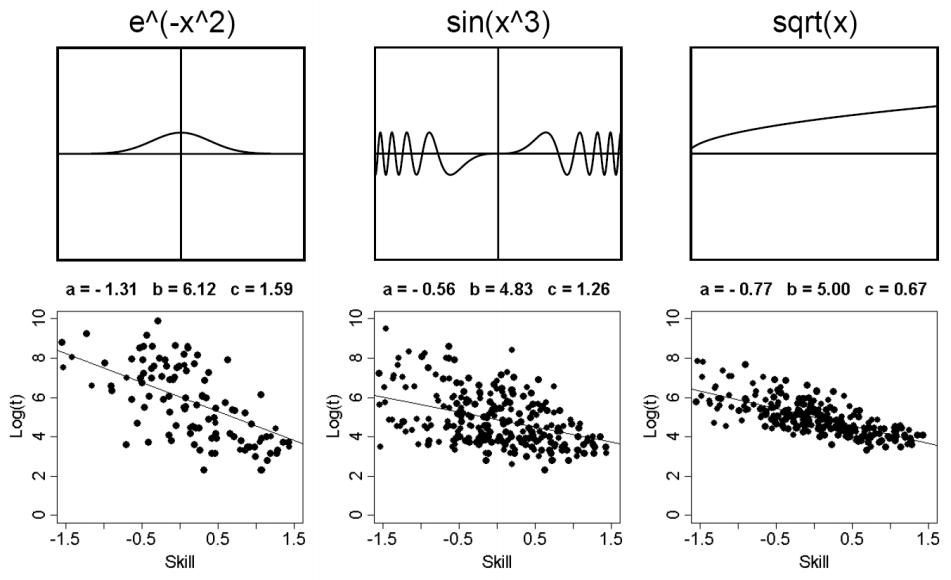 e^(-x^2) sin(x^3) sqrt(x)
a = - 1.31 b = 6.12 c = 1.59 a = - 0.56 b = 4.83 c = 1.26 a = - 0.77 b = 5.00 c = 0.67
10 10 10
8 8 8
6 6 6
Log(t) Log(t) Log(t)
4 4 4
2 2 2
0 0 0
-1.5 -0.5 0.5 1.5 -1.5 -0.5 0.5 1.5 -1.5 -0.5 0.5 1.5
Skill Skill Skill